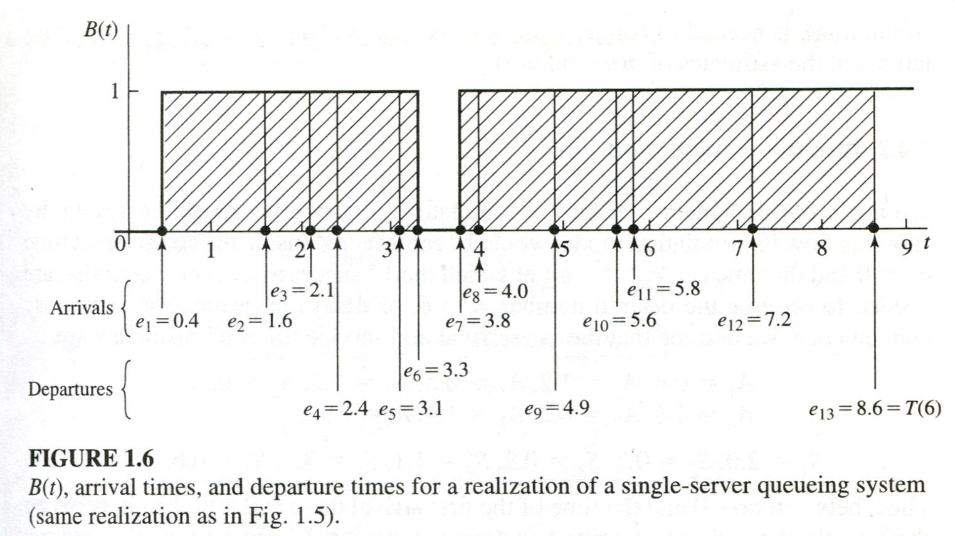 B(t)
1
0 1 2 3 4 5 6 7 8 9 t
e3 = 2.1 e8 = 4.0 e11 = 5.8
Arrivals { e1 = 0.4 e2 = 1.6 e7 = 3.8 e10 = 5.6 e12 = 7.2
e6 = 3.3
Departures {
e4 = 2.4 e5 = 3.1 e9 = 4.9 e13 = 8.6 = T(6)
FIGURE 1.6
B(t), arrival times, and departure times for a realization of a single-server queueing system
(same realization as in Fig. 1.5).